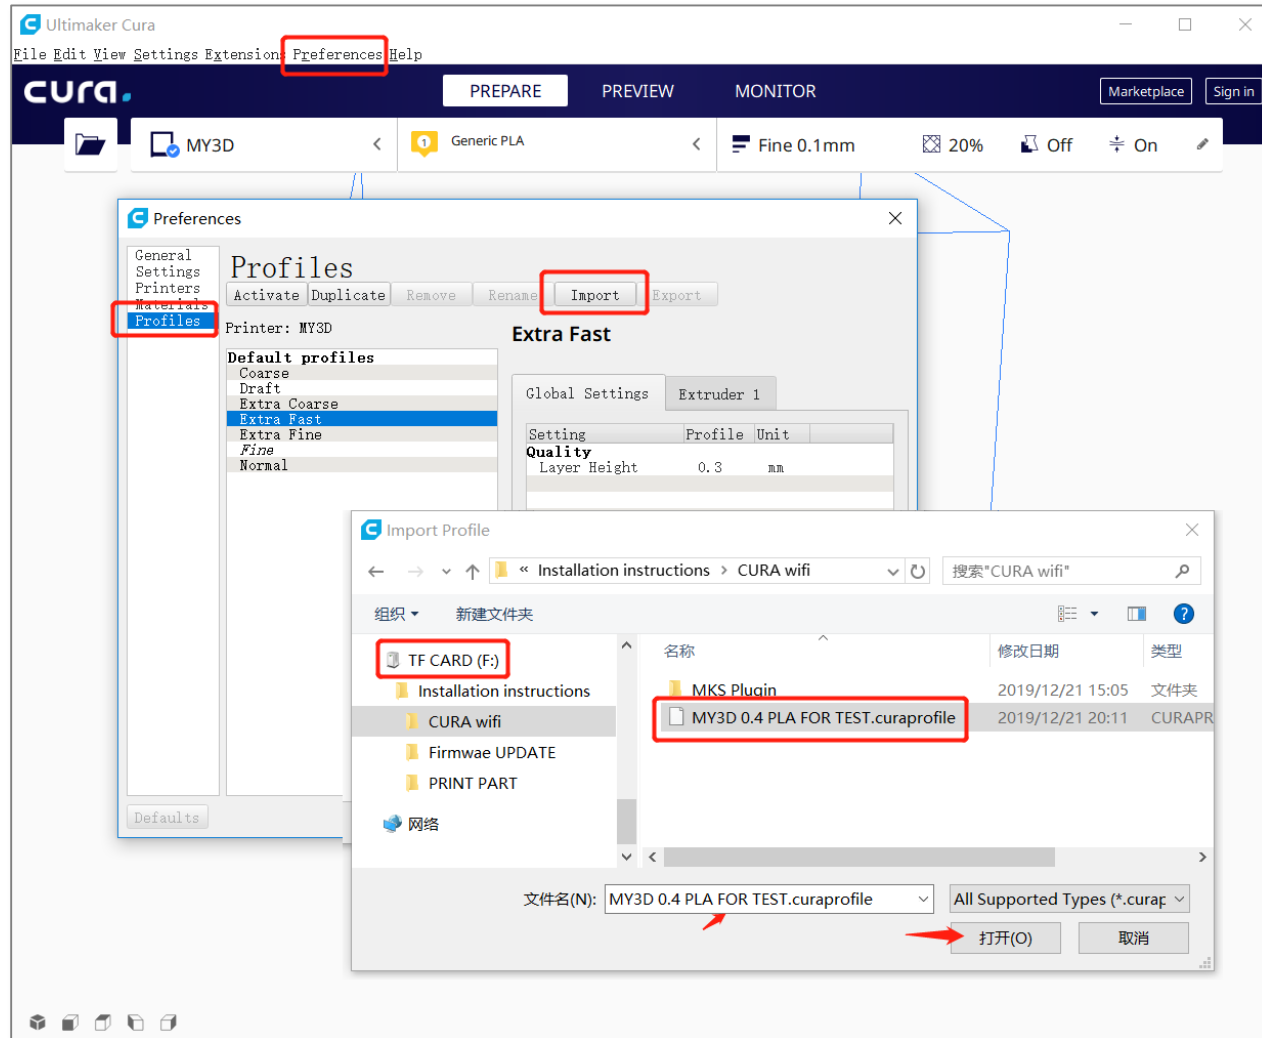 Ultimaker Cura
File Edit View Settings Extensions Preferences Help
cura.
PREPARE PREVIEW MONITOR
Marketplace Sign in
MY3D
1 Generic PLA
Fine 0.1mm 20% Off On
Preferences
General
Settings
Printers
Materials
Profiles
Profiles
Activate Duplicate Remove Rename Import Export
Printer: MY3D
Default profiles
Coarse
Draft
Extra Coarse
Extra Fast
Extra Fine
Fine
Normal
Extra Fast
Global Settings Extruder 1
Setting Profile Unit
Quality
Layer Height 0.3 mm
Defaults
Import Profile
« Installation instructions > CURA wifi
搜索"CURA wifi"
组织 新建文件夹
?
TF CARD (F:)
Installation instructions
CURA wifi
Firmwae UPDATE
PRINT PART
网络
名称 修改日期 类型
MKS Plugin 2019/12/21 15:05 文件夹
MY3D 0.4 PLA FOR TEST.curaprofile 2019/12/21 20:11 CURAPR
文件名(N): MY3D 0.4 PLA FOR TEST.curaprofile All Supported Types (*.curap
打开(O) 取消